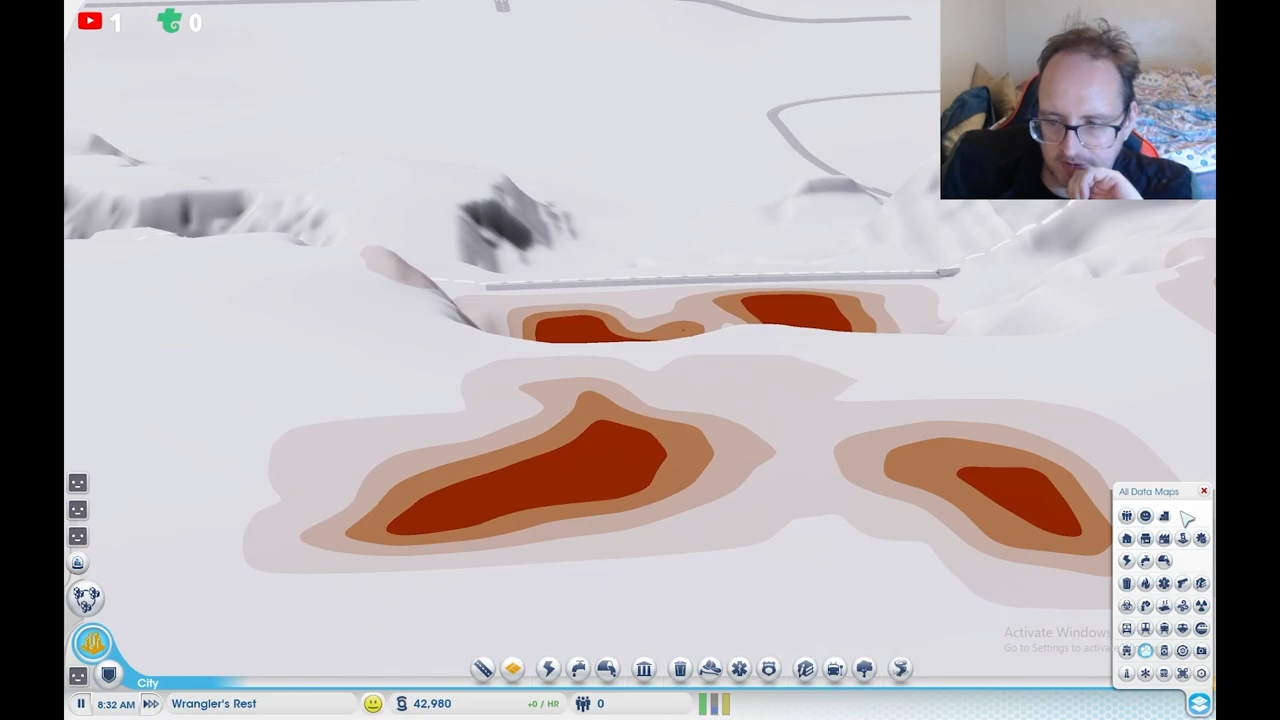 1 0
All Data Maps
Activate Windows
Go to Settings to activate
City
8:32 AM Wrangler's Rest 42,980 +0 / HR 0